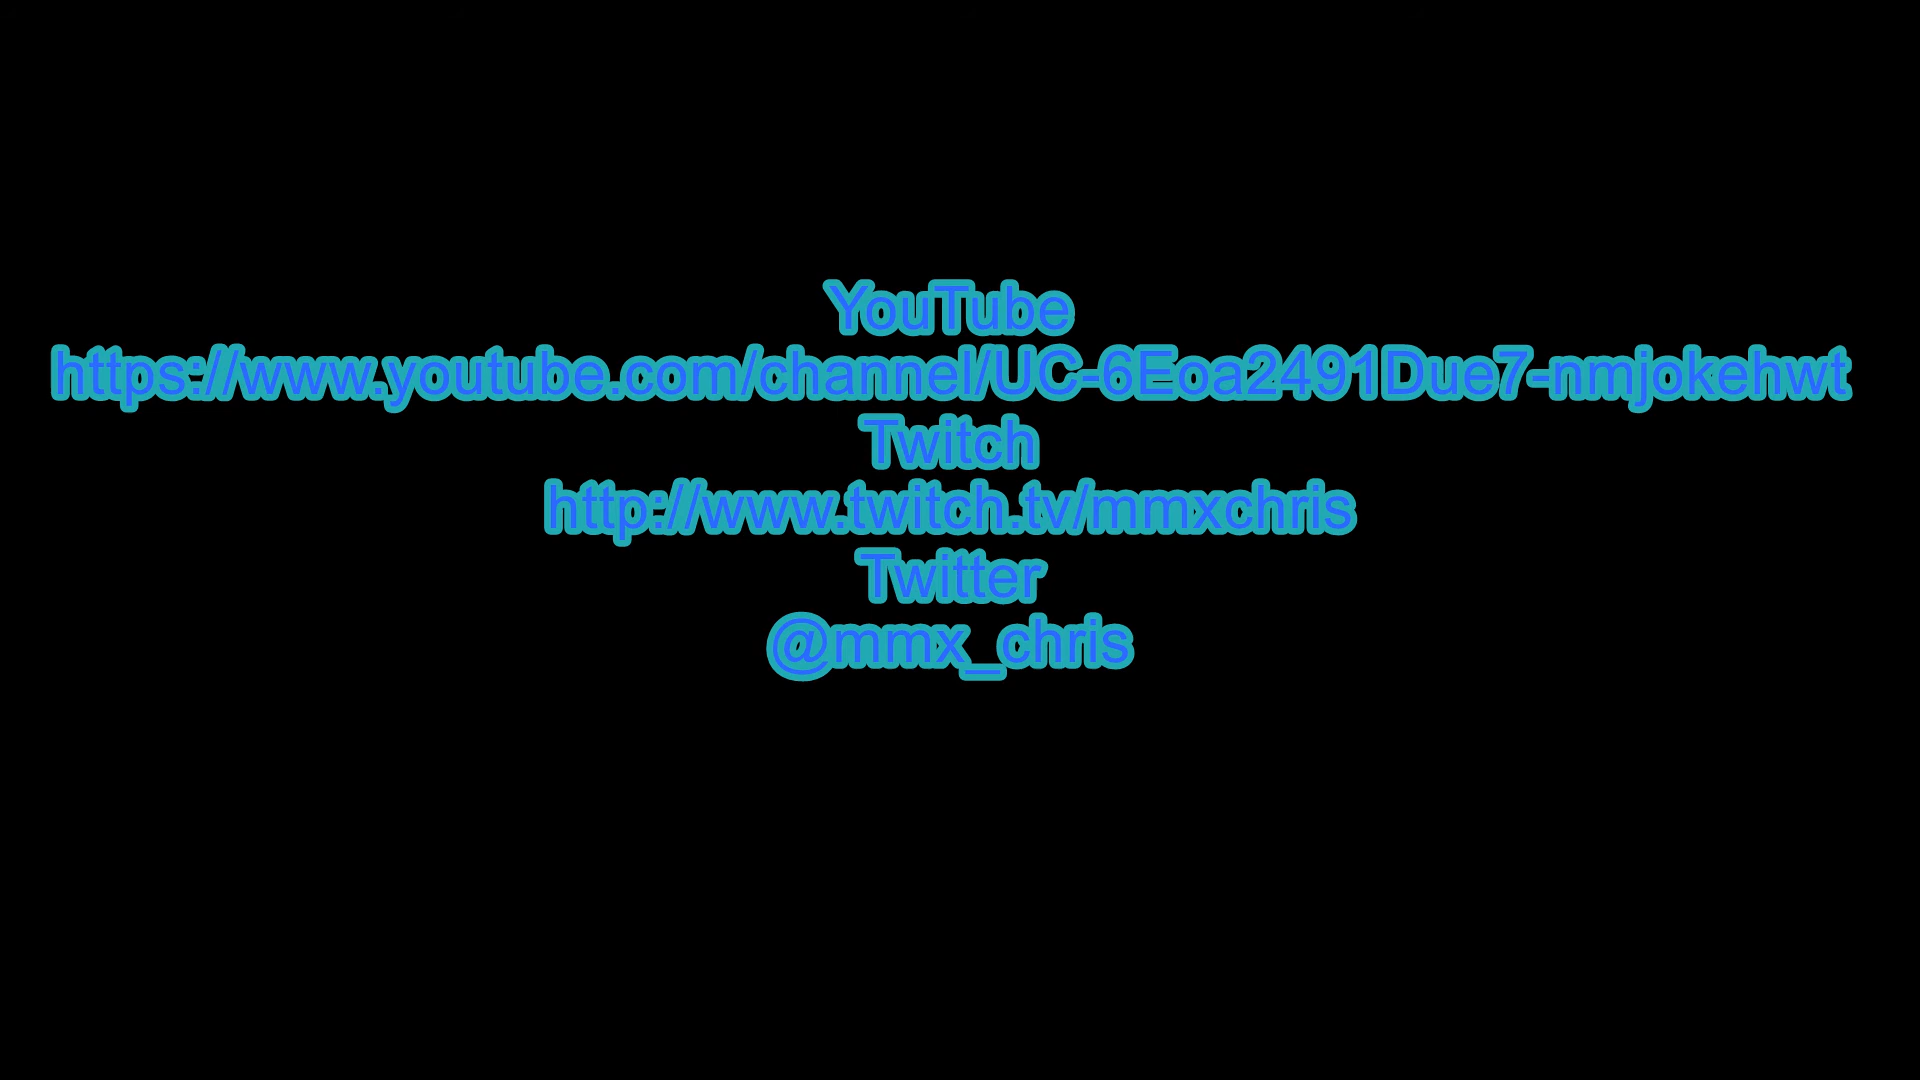 YouTube
https://www.youtube.com/channel/UC-6Eoa2491Due7-nmjokehwt
Twitch
http://www.twitch.tv/mmxchris
Twitter
@mmx_chris